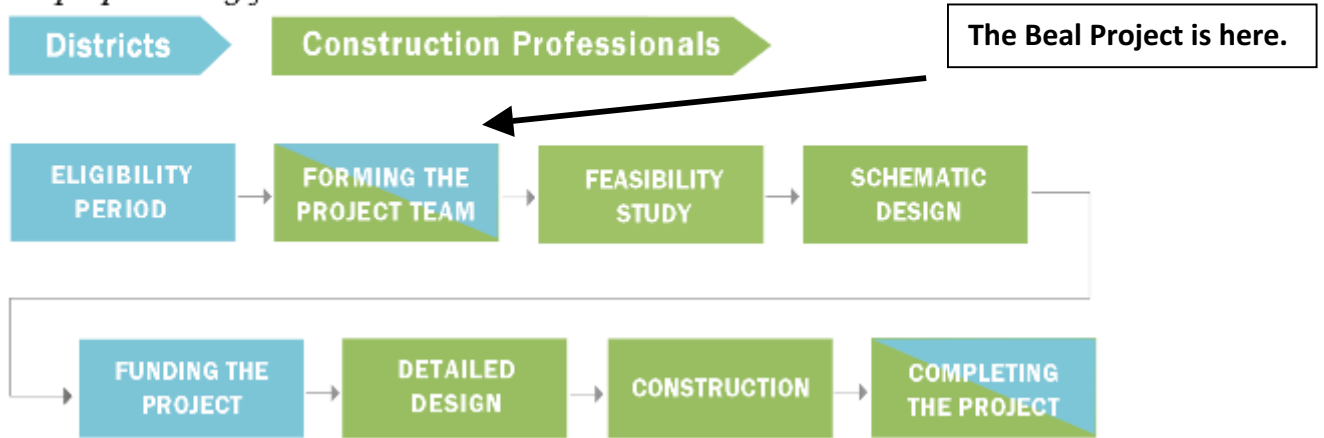 Districts
Construction Professionals
The Beal Project is here.
ELIGIBILITY
PERIOD
FORMING THE
PROJECT TEAM
FEASIBILITY
STUDY
SCHEMATIC
DESIGN
FUNDING THE
PROJECT
DETAILED
DESIGN
CONSTRUCTION
COMPLETING
THE PROJECT